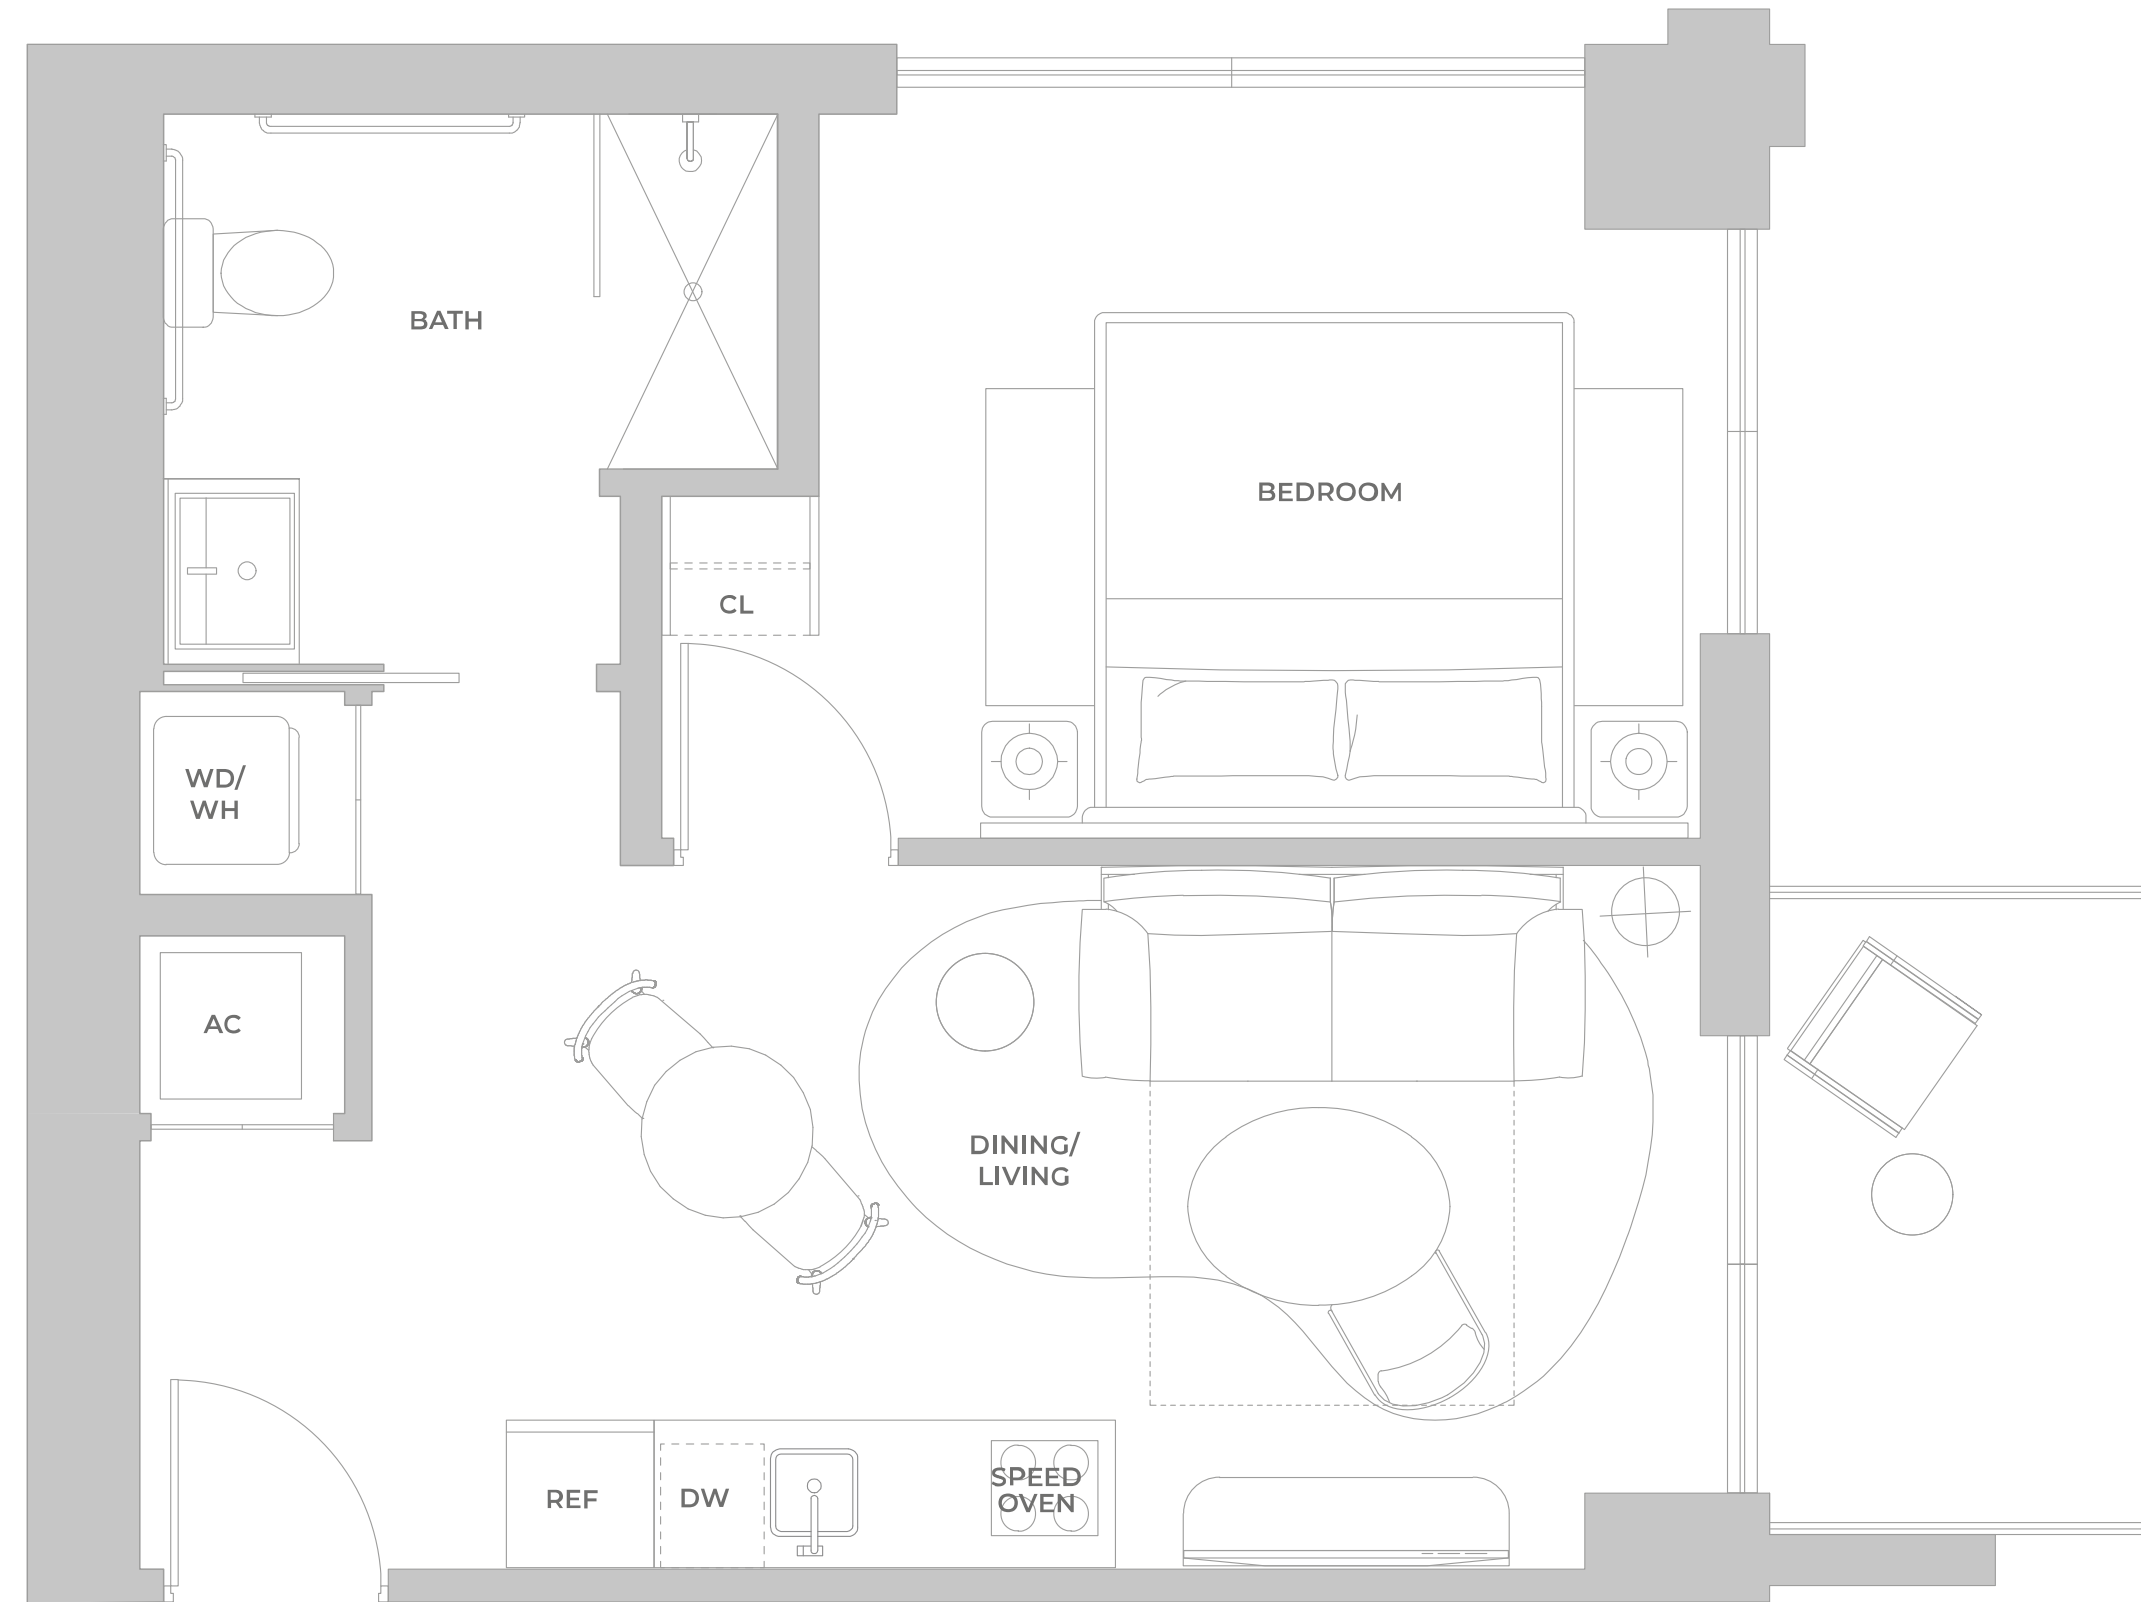 BATH
BEDROOM
CL
WD/
WH
AC
DINING/
LIVING
REF
DW
SPEED
OVEN